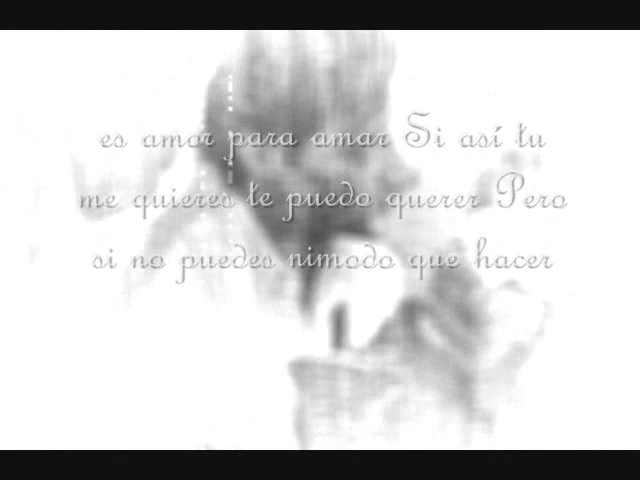 es amor para amar Si así tu
me quieres te puedo querer Pero
si no puedes nimodo que hacer